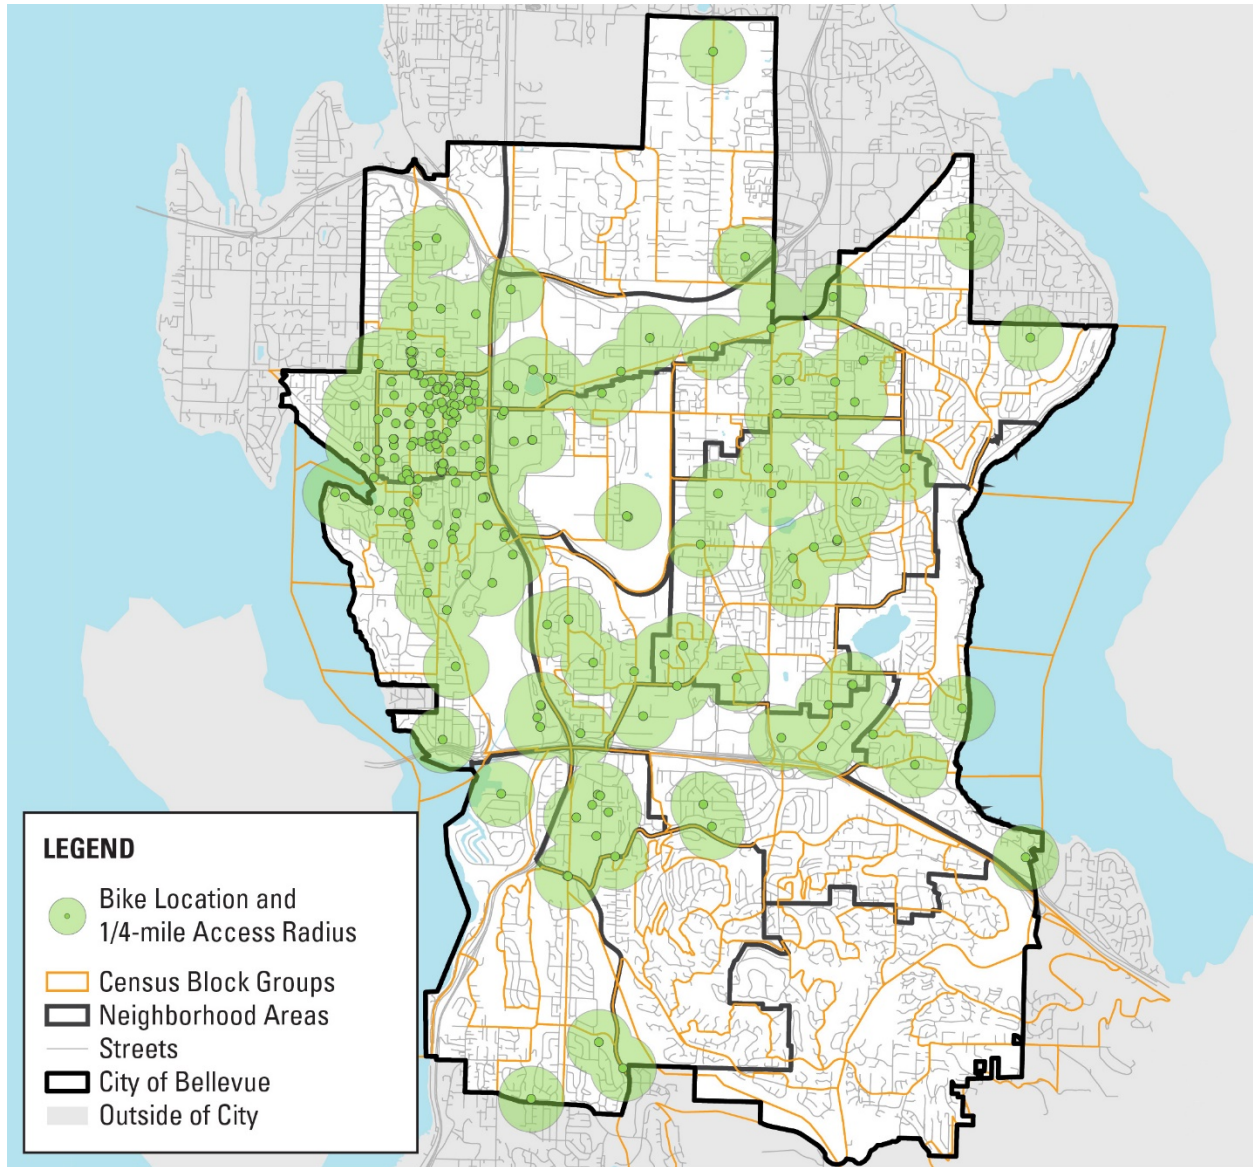 LEGEND
Bike Location and
1/4-mile Access Radius
Census Block Groups
Neighborhood Areas
Streets
City of Bellevue
Outside of City